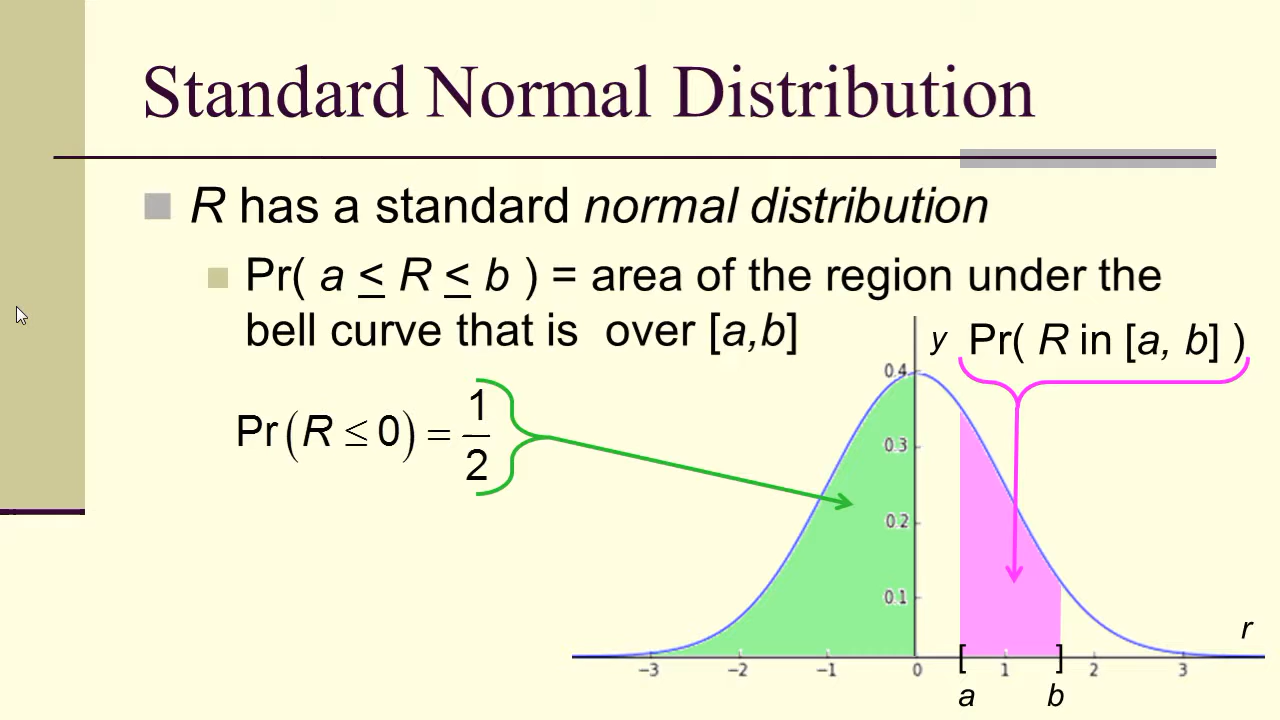 Standard Normal Distribution
R has a standard normal distribution
Pr( a ≤ R ≤ b ) = area of the region under the
bell curve that is over [a,b]
y Pr( R in [a, b] )
Pr(R ≤ 0) = 1/2
0.4
0.3
0.2
0.1
r
[ ]
−3 −2 −1 0 1 2 3
a b